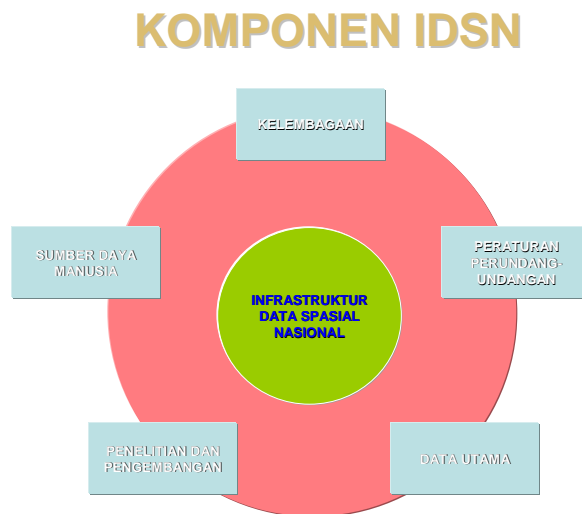 KOMPONEN IDSN
KELEMBAGAAN
SUMBER DAYA
MANUSIA
PERATURAN
PERUNDANG-
UNDANGAN
INFRASTRUKTUR
DATA SPASIAL
NASIONAL
PENELITIAN DAN
PENGEMBANGAN
DATA UTAMA